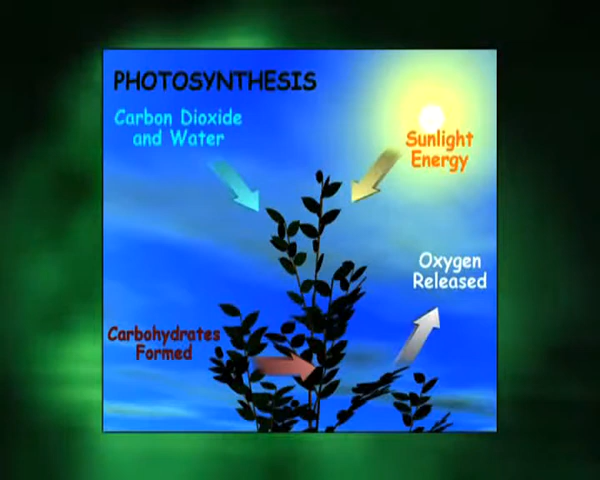 PHOTOSYNTHESIS
Carbon Dioxide
and Water
Sunlight
Energy
Oxygen
Released
Carbohydrates
Formed